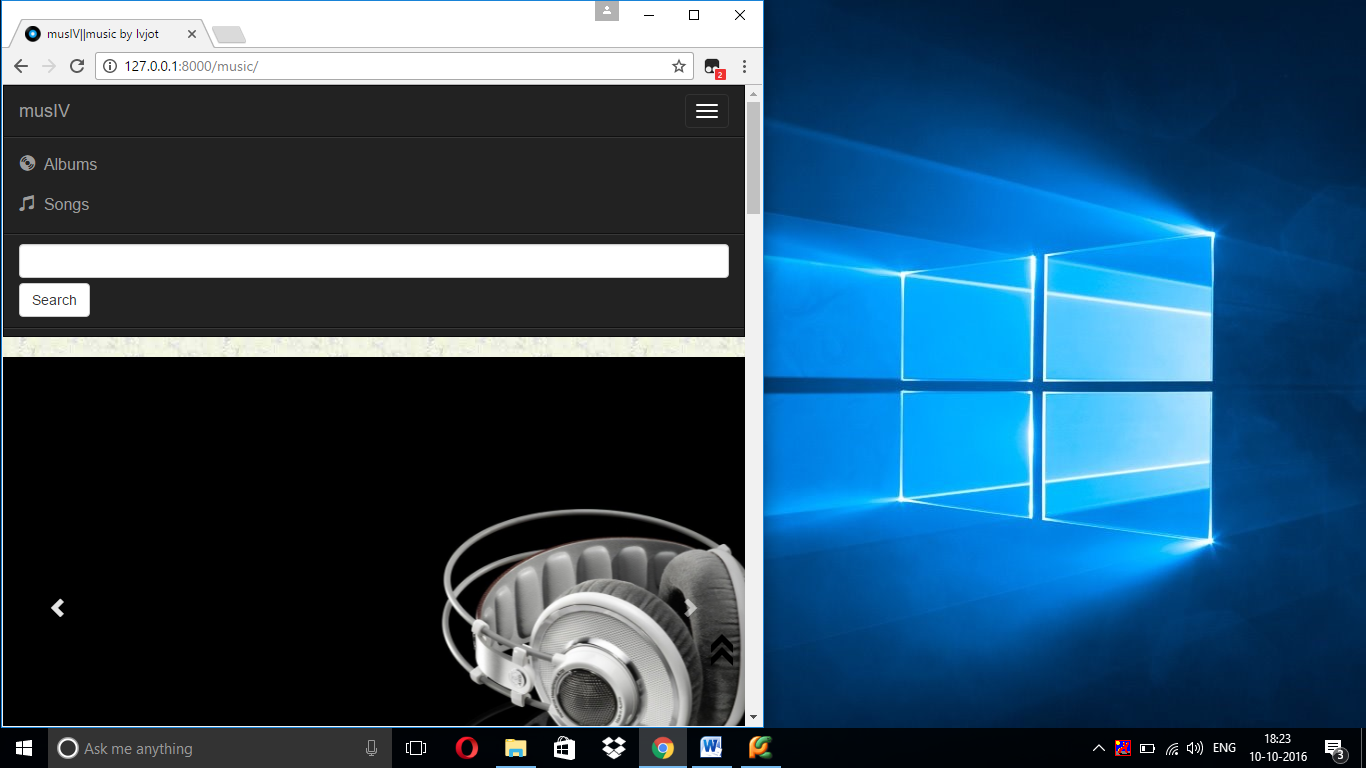 musIV||music by Ivjot
127.0.0.1:8000/music/
2
musIV
Albums
Songs
Search
Ask me anything
ENG
18:23
10-10-2016
3